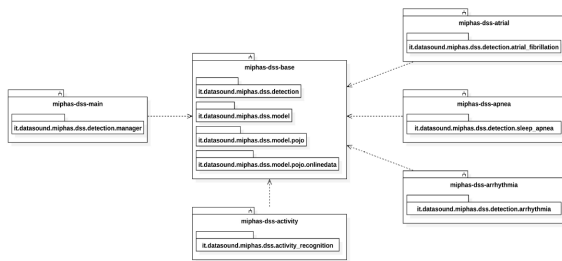 miphas-dss-main
it.datasound.miphas.dss.detection.manager
miphas-dss-base
it.datasound.miphas.dss.detection
it.datasound.miphas.dss.model
it.datasound.miphas.dss.model.pojo
it.datasound.miphas.dss.model.pojo.onlinedata
miphas-dss-activity
it.datasound.miphas.dss.activity_recognition
miphas-dss-atrial
it.datasound.miphas.dss.detection.atrial_fibrillation
miphas-dss-apnea
it.datasound.miphas.dss.detection.sleep_apnea
miphas-dss-arrhythmia
it.datasound.miphas.dss.detection.arrhythmia